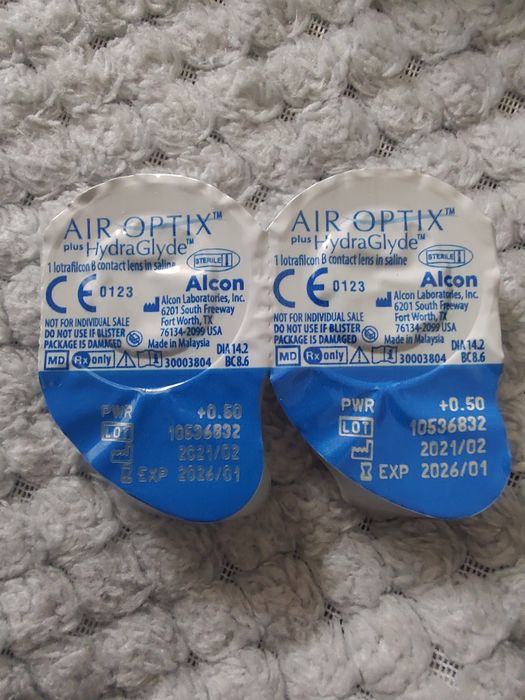 AIR OPTIX™
plus HydraGlyde™
1 lotrafilcon B contact lens in saline
STERILE
Alcon
CE 0123
Alcon Laboratories, Inc.
6201 South Freeway
Fort Worth, TX
76134-2099 USA
Made in Malaysia
NOT FOR INDIVIDUAL SALE
DO NOT USE IF BLISTER
PACKAGE IS DAMAGED
DIA 14.2
BC8.6
MD Rx only 30003804
PWR +0.50
LOT 10536832
2021/02
EXP 2026/01
AIR OPTIX™
plus HydraGlyde™
1 lotrafilcon B contact lens in saline
STERILE
Alcon
CE 0123
Alcon Laboratories, Inc.
6201 South Freeway
Fort Worth, TX
76134-2099 USA
Made in Malaysia
NOT FOR INDIVIDUAL SALE
DO NOT USE IF BLISTER
PACKAGE IS DAMAGED
DIA 14.2
BC8.6
MD Rx only 30003804
PWR +0.50
LOT 10536832
2021/02
EXP 2026/01